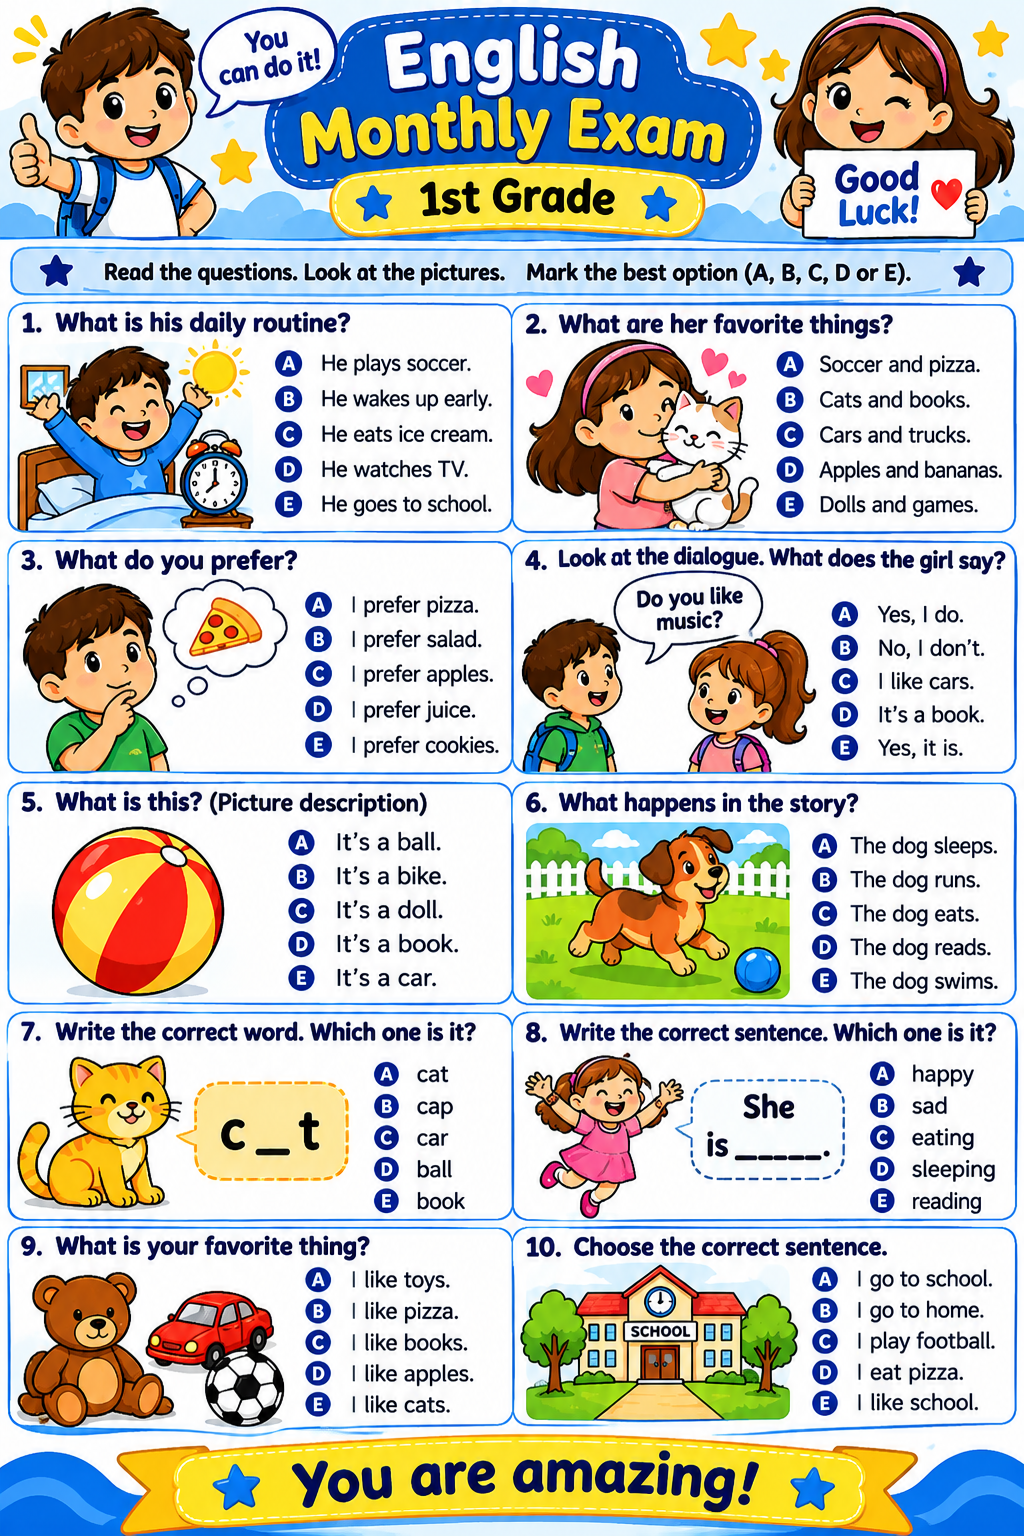 You
can do it!
English
Monthly Exam
1st Grade
Good
Luck!
Read the questions. Look at the pictures. Mark the best option (A, B, C, D or E).
1. What is his daily routine?
A He plays soccer.
B He wakes up early.
C He eats ice cream.
D He watches TV.
E He goes to school.
2. What are her favorite things?
A Soccer and pizza.
B Cats and books.
C Cars and trucks.
D Apples and bananas.
E Dolls and games.
3. What do you prefer?
A I prefer pizza.
B I prefer salad.
C I prefer apples.
D I prefer juice.
E I prefer cookies.
4. Look at the dialogue. What does the girl say?
Do you like
music?
A Yes, I do.
B No, I don't.
C I like cars.
D It's a book.
E Yes, it is.
5. What is this? (Picture description)
A It's a ball.
B It's a bike.
C It's a doll.
D It's a book.
E It's a car.
6. What happens in the story?
A The dog sleeps.
B The dog runs.
C The dog eats.
D The dog reads.
E The dog swims.
7. Write the correct word. Which one is it?
c _ t
A cat
B cap
C car
D ball
E book
8. Write the correct sentence. Which one is it?
She
is _____.
A happy
B sad
C eating
D sleeping
E reading
9. What is your favorite thing?
A I like toys.
B I like pizza.
C I like books.
D I like apples.
E I like cats.
10. Choose the correct sentence.
SCHOOL
A I go to school.
B I go to home.
C I play football.
D I eat pizza.
E I like school.
You are amazing!